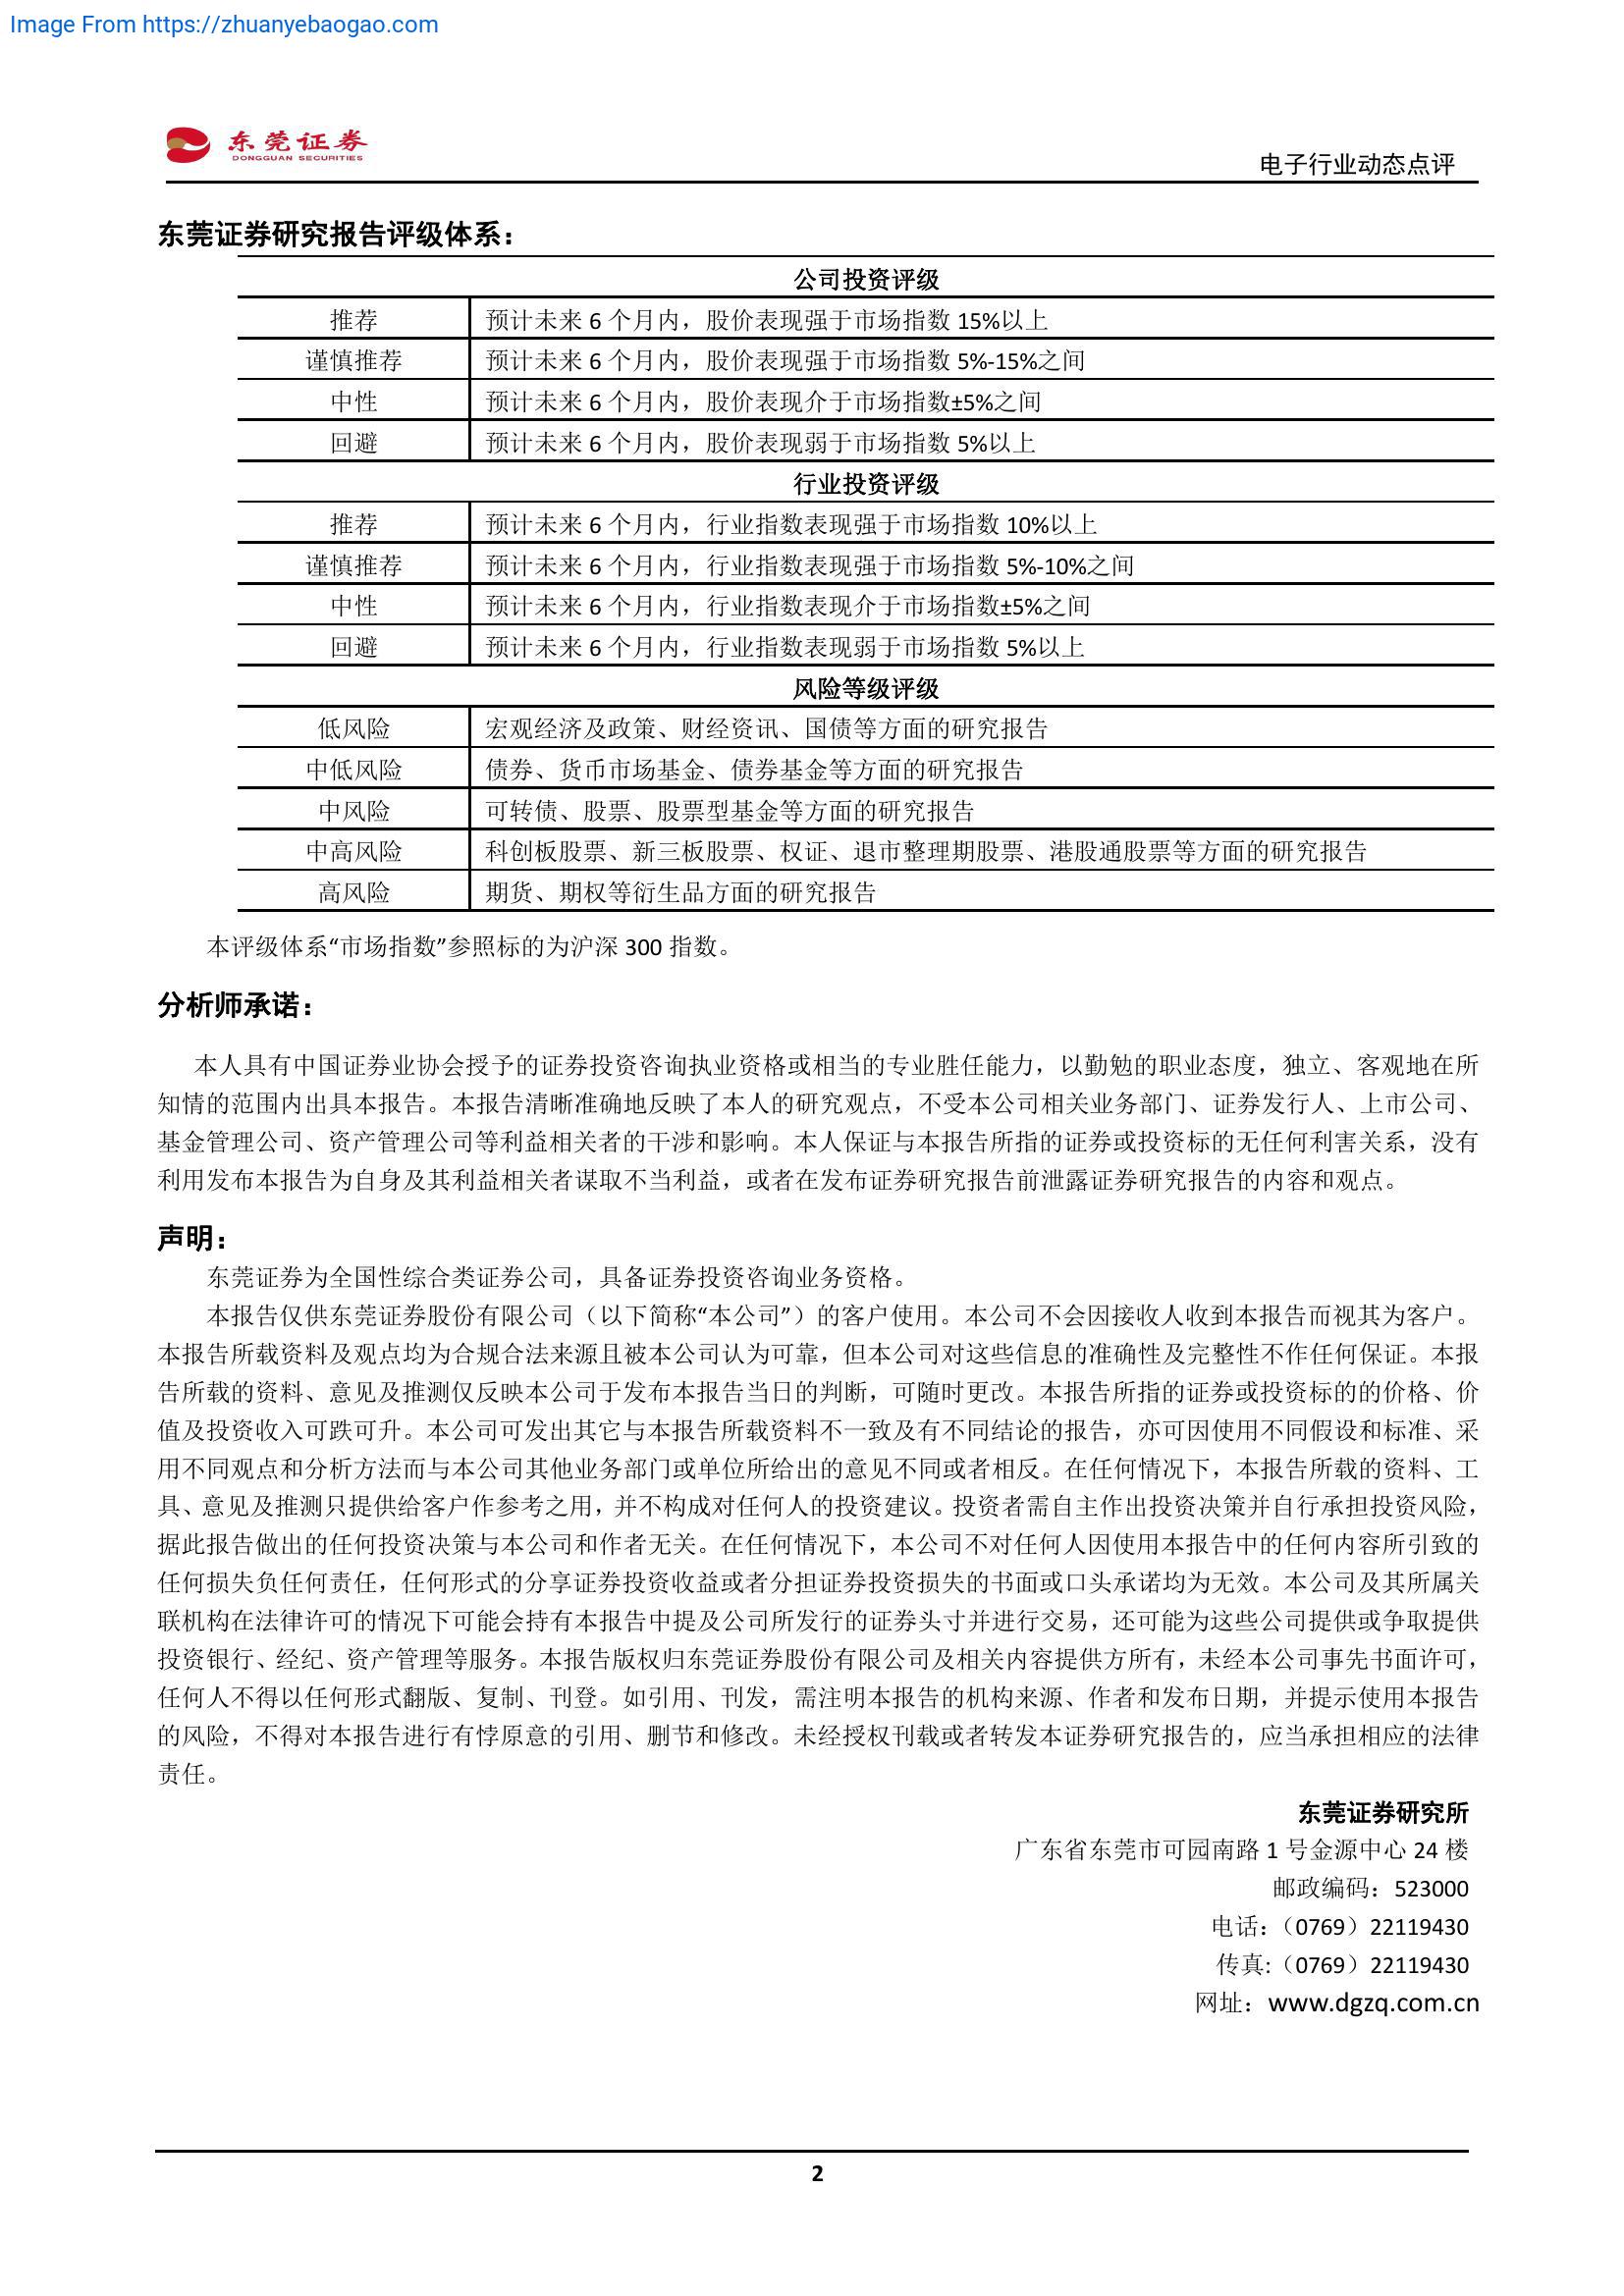 Image From https://zhuanyebaogao.com
东莞证券
DONGGUAN SECURITIES
电子行业动态点评
东莞证券研究报告评级体系：
公司投资评级
推荐 预计未来 6 个月内，股价表现强于市场指数 15%以上
谨慎推荐 预计未来 6 个月内，股价表现强于市场指数 5%-15%之间
中性 预计未来 6 个月内，股价表现介于市场指数±5%之间
回避 预计未来 6 个月内，股价表现弱于市场指数 5%以上
行业投资评级
推荐 预计未来 6 个月内，行业指数表现强于市场指数 10%以上
谨慎推荐 预计未来 6 个月内，行业指数表现强于市场指数 5%-10%之间
中性 预计未来 6 个月内，行业指数表现介于市场指数±5%之间
回避 预计未来 6 个月内，行业指数表现弱于市场指数 5%以上
风险等级评级
低风险 宏观经济及政策、财经资讯、国债等方面的研究报告
中低风险 债券、货币市场基金、债券基金等方面的研究报告
中风险 可转债、股票、股票型基金等方面的研究报告
中高风险 科创板股票、新三板股票、权证、退市整理期股票、港股通股票等方面的研究报告
高风险 期货、期权等衍生品方面的研究报告
本评级体系“市场指数”参照标的为沪深 300 指数。
分析师承诺：
本人具有中国证券业协会授予的证券投资咨询执业资格或相当的专业胜任能力，以勤勉的职业态度，独立、客观地在所
知情的范围内出具本报告。本报告清晰准确地反映了本人的研究观点，不受本公司相关业务部门、证券发行人、上市公司、
基金管理公司、资产管理公司等利益相关者的干涉和影响。本人保证与本报告所指的证券或投资标的无任何利害关系，没有
利用发布本报告为自身及其利益相关者谋取不当利益，或者在发布证券研究报告前泄露证券研究报告的内容和观点。
声明：
东莞证券为全国性综合类证券公司，具备证券投资咨询业务资格。
本报告仅供东莞证券股份有限公司（以下简称“本公司”）的客户使用。本公司不会因接收人收到本报告而视其为客户。
本报告所载资料及观点均为合规合法来源且被本公司认为可靠，但本公司对这些信息的准确性及完整性不作任何保证。本报
告所载的资料、意见及推测仅反映本公司于发布本报告当日的判断，可随时更改。本报告所指的证券或投资标的的价格、价
值及投资收入可跌可升。本公司可发出其它与本报告所载资料不一致及有不同结论的报告，亦可因使用不同假设和标准、采
用不同观点和分析方法而与本公司其他业务部门或单位所给出的意见不同或者相反。在任何情况下，本报告所载的资料、工
具、意见及推测只提供给客户作参考之用，并不构成对任何人的投资建议。投资者需自主作出投资决策并自行承担投资风险，
据此报告做出的任何投资决策与本公司和作者无关。在任何情况下，本公司不对任何人因使用本报告中的任何内容所引致的
任何损失负任何责任，任何形式的分享证券投资收益或者分担证券投资损失的书面或口头承诺均为无效。本公司及其所属关
联机构在法律许可的情况下可能会持有本报告中提及公司所发行的证券头寸并进行交易，还可能为这些公司提供或争取提供
投资银行、经纪、资产管理等服务。本报告版权归东莞证券股份有限公司及相关内容提供方所有，未经本公司事先书面许可，
任何人不得以任何形式翻版、复制、刊登。如引用、刊发，需注明本报告的机构来源、作者和发布日期，并提示使用本报告
的风险，不得对本报告进行有悖原意的引用、删节和修改。未经授权刊载或者转发本证券研究报告的，应当承担相应的法律
责任。
东莞证券研究所
广东省东莞市可园南路 1 号金源中心 24 楼
邮政编码：523000
电话：（0769）22119430
传真:（0769）22119430
网址：www.dgzq.com.cn
2